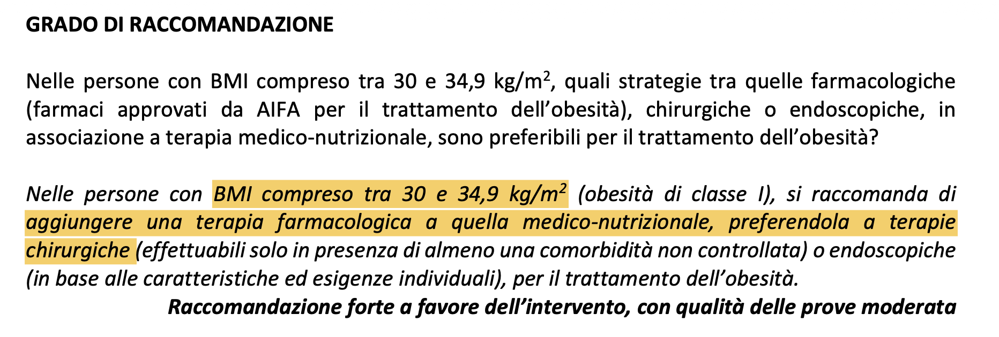 GRADO DI RACCOMANDAZIONE
Nelle persone con BMI compreso tra 30 e 34,9 kg/m², quali strategie tra quelle farmacologiche
(farmaci approvati da AIFA per il trattamento dell’obesità), chirurgiche o endoscopiche, in
associazione a terapia medico-nutrizionale, sono preferibili per il trattamento dell’obesità?
Nelle persone con BMI compreso tra 30 e 34,9 kg/m² (obesità di classe I), si raccomanda di
aggiungere una terapia farmacologica a quella medico-nutrizionale, preferendola a terapie
chirurgiche (effettuabili solo in presenza di almeno una comorbidità non controllata) o endoscopiche
(in base alle caratteristiche ed esigenze individuali), per il trattamento dell’obesità.
Raccomandazione forte a favore dell’intervento, con qualità delle prove moderata